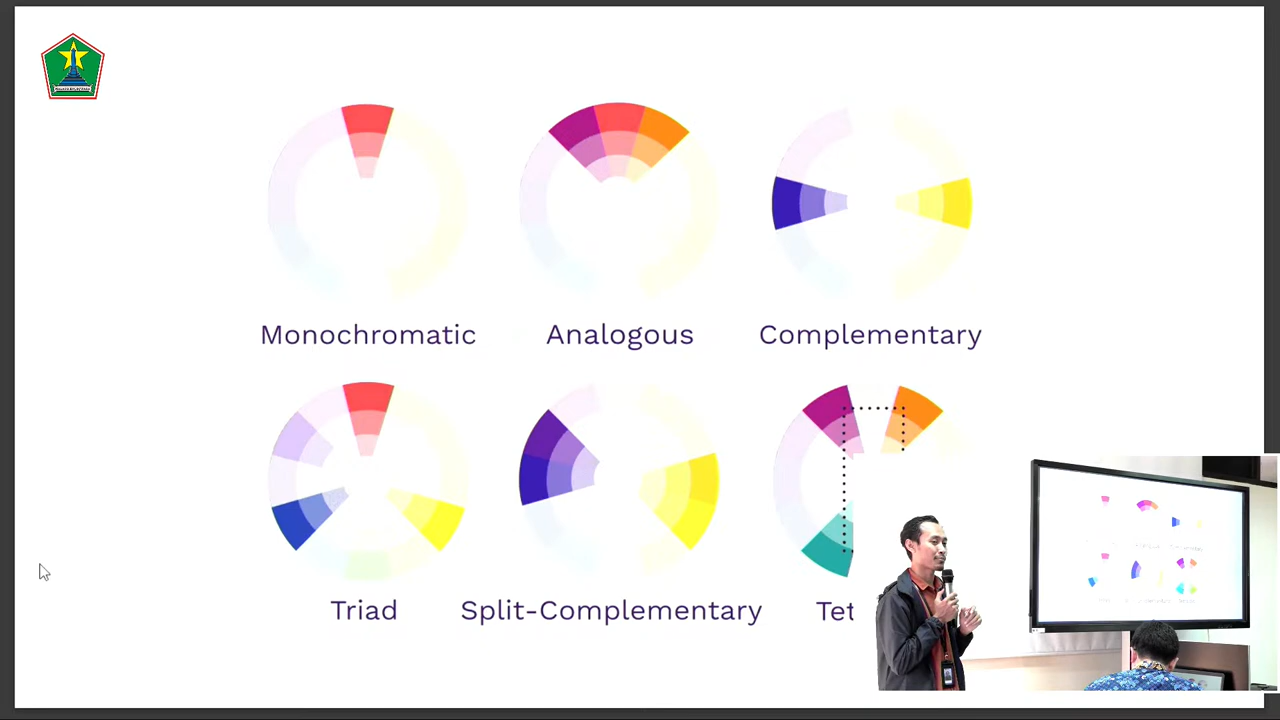 Monochromatic
Analogous
Complementary
Triad
Split-Complementary
Tet